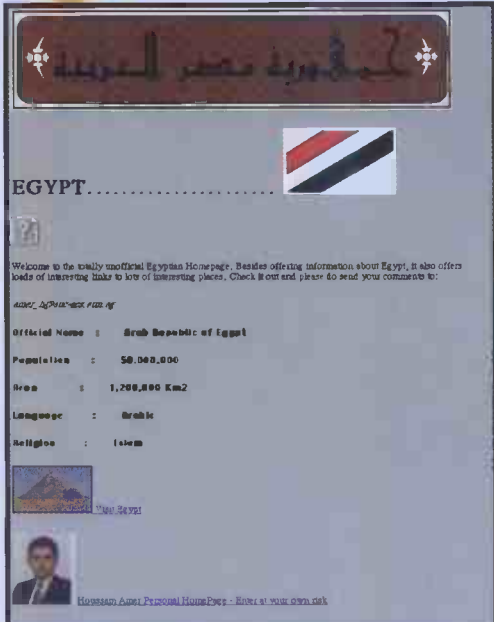 جمهورية مصر العربية
EGYPT.......................
Welcome to the totally unofficial Egyptian Homepage. Besides offering information about Egypt, it also offers
loads of interesting links to lots of interesting places. Check it out and please do send your comments to:
Official Name : Arab Republic of Egypt
Population : 58,000,000
Area : 1,200,000 Km2
Language : Arabic
Religion : Islam
Visit Egypt
Houssam Amer Personal HomePage - Enter at your own risk